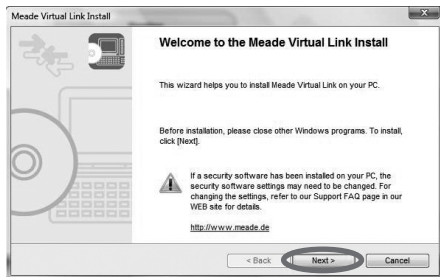 Meade Virtual Link Install
Welcome to the Meade Virtual Link Install
This wizard helps you to install Meade Virtual Link on your PC.
Before installation, please close other Windows programs. To install,
click [Next].
If a security software has been installed on your PC, the
security software settings may need to be changed. For
changing the settings, refer to our Support FAQ page in our
WEB site for details.
http://www.meade.de
< Back Next > Cancel